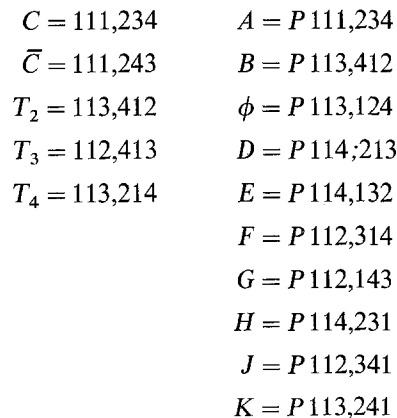 C = 111,234 A = P 111,234
C̅ = 111,243 B = P 113,412
T₂ = 113,412 ϕ = P 113,124
T₃ = 112,413 D = P 114;213
T₄ = 113,214 E = P 114,132
F = P 112,314
G = P 112,143
H = P 114,231
J = P 112,341
K = P 113,241